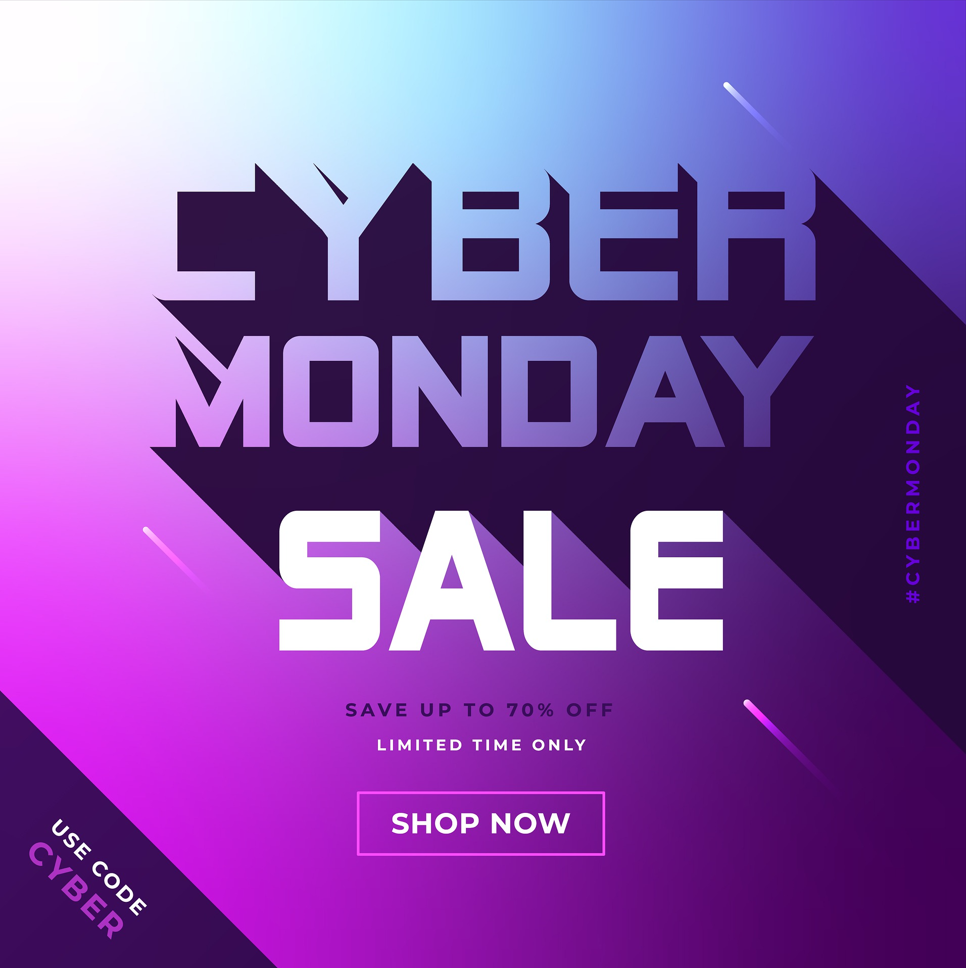 CYBER
MONDAY
SALE
#CYBERMONDAY
SAVE UP TO 70% OFF
LIMITED TIME ONLY
SHOP NOW
USE CODE
CYBER